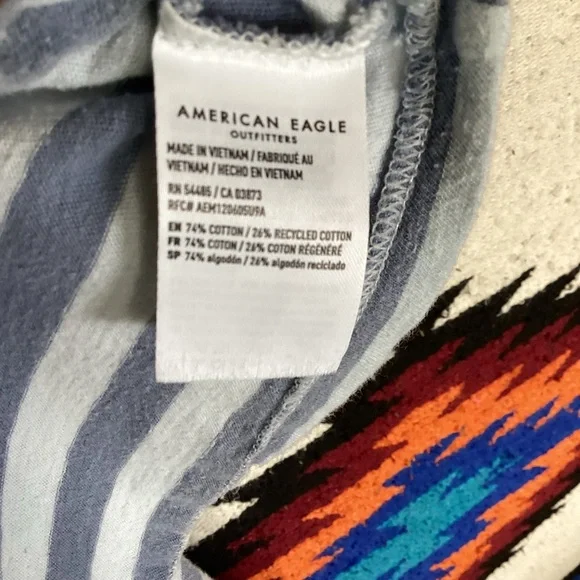 AMERICAN EAGLE
OUTFITTERS
MADE IN VIETNAM / FABRIQUÉ AU
VIETNAM / HECHO EN VIETNAM
RN 54485 / CA 03873
RFC# AEM120605U9A
EN 74% COTTON / 26% RECYCLED COTTON
FR 74% COTON / 26% COTON RÉGÉNÉRÉ
SP 74% algodón / 26% algodón reciclado